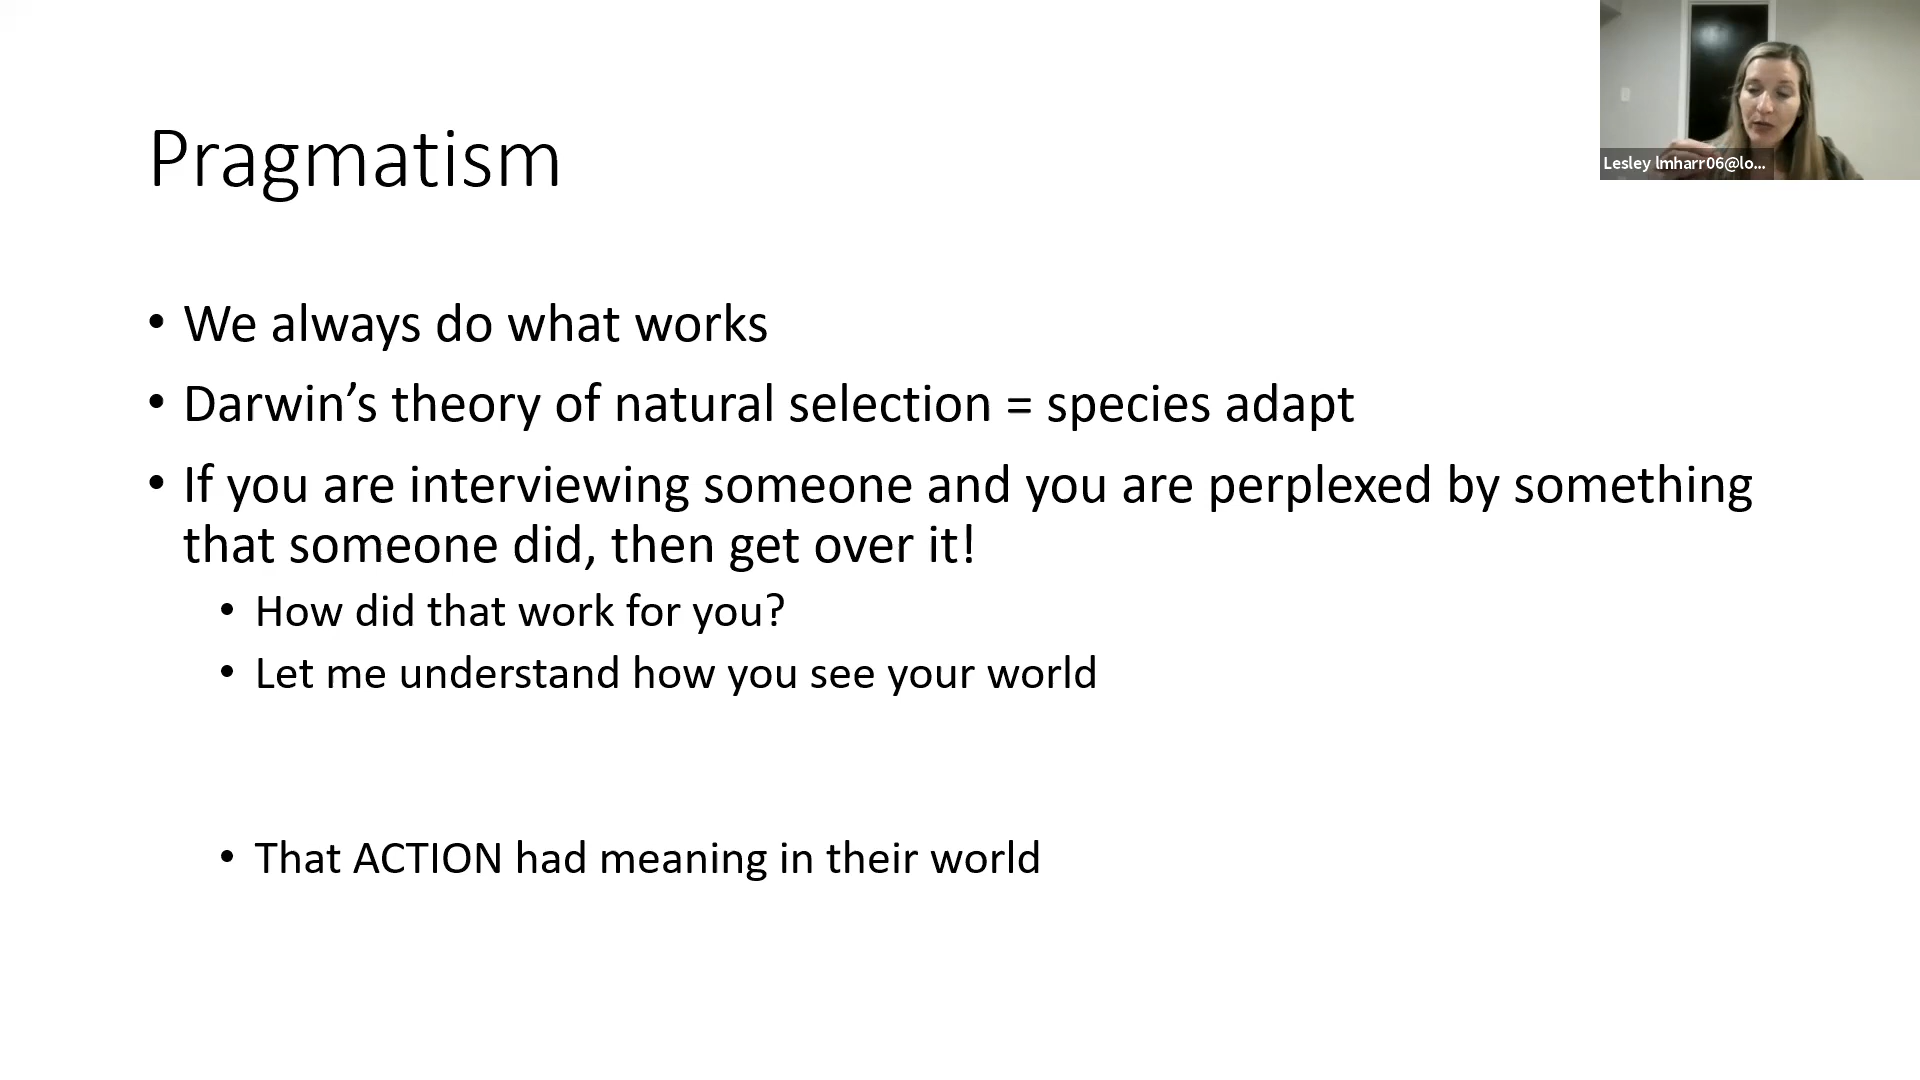 Pragmatism
Lesley lmharr06@lo...
• We always do what works
• Darwin’s theory of natural selection = species adapt
• If you are interviewing someone and you are perplexed by something
that someone did, then get over it!
• How did that work for you?
• Let me understand how you see your world
• That ACTION had meaning in their world